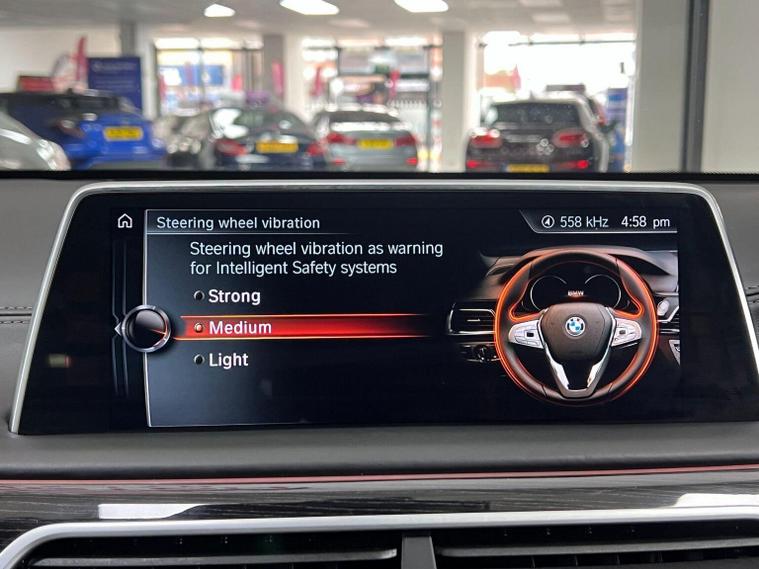 Steering wheel vibration
558 kHz 4:58 pm
Steering wheel vibration as warning
for Intelligent Safety systems
Strong
Medium
Light
BMW